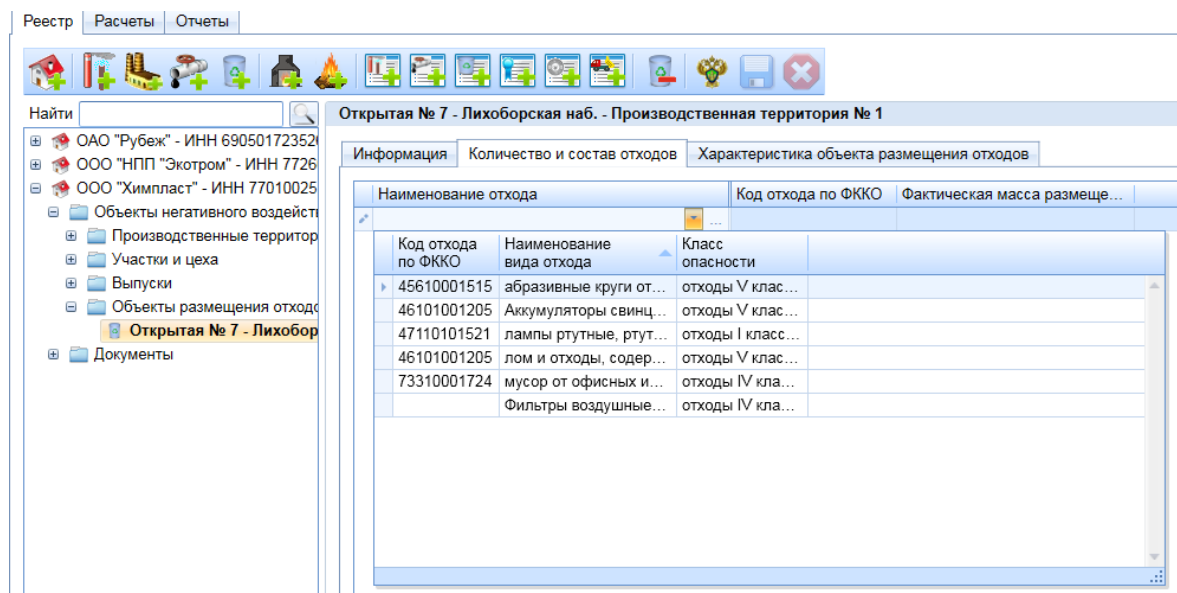 Реестр Расчеты Отчеты
Найти
Открытая № 7 - Лихоборская наб. - Производственная территория № 1
ОАО "Рубеж" - ИНН 6905017235
ООО "НПП "Экотром" - ИНН 7726
ООО "Химпласт" - ИНН 77010025
Объекты негативного воздейст
Производственные территор
Участки и цеха
Выпуски
Объекты размещения отход
Открытая № 7 - Лихобор
Документы
Информация Количество и состав отходов Характеристика объекта размещения отходов
Наименование отхода Код отхода по ФККО Фактическая масса размеще...
...
Код отхода по ФККО Наименование вида отхода Класс опасности
45610001515 абразивные круги от... отходы V клас...
46101001205 Аккумуляторы свинц... отходы V клас...
47110101521 лампы ртутные, ртут... отходы I класс...
46101001205 лом и отходы, содер... отходы V клас...
73310001724 мусор от офисных и... отходы IV кла...
Фильтры воздушные... отходы IV кла...